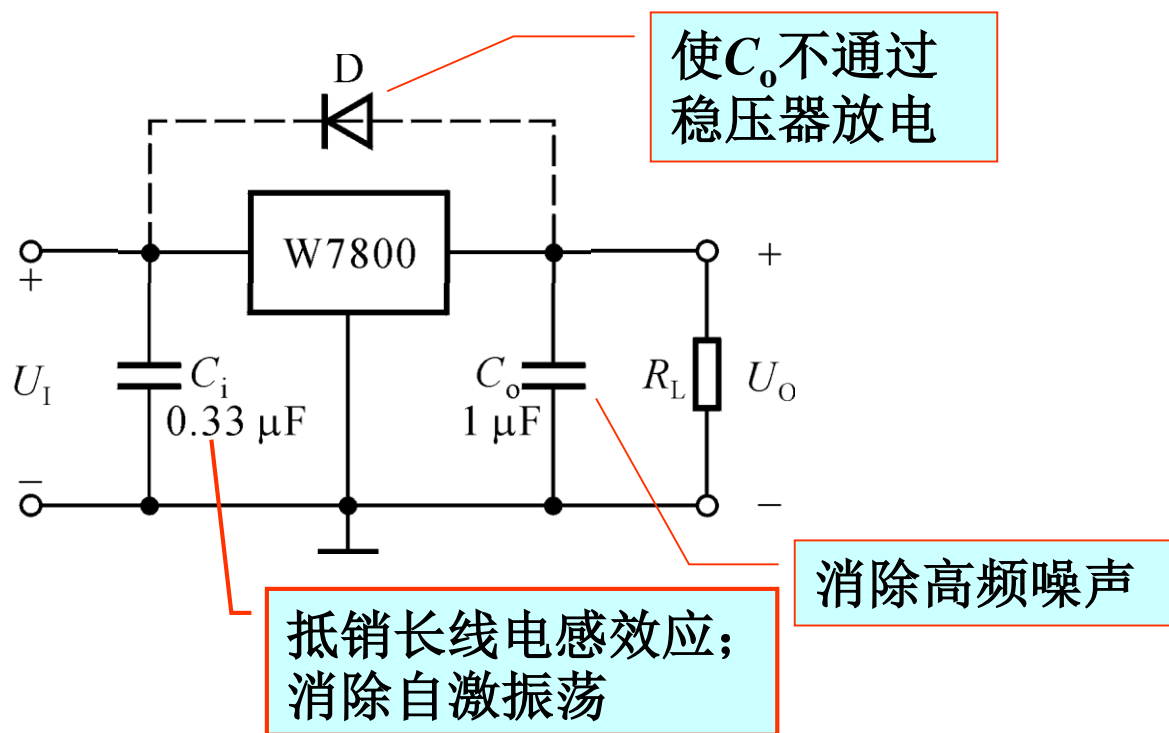 使Co不通过
稳压器放电
D
W7800
+
+
UI
Ci
0.33 μF
Co
1 μF
RL
UO
−
−
消除高频噪声
抵销长线电感效应；
消除自激振荡